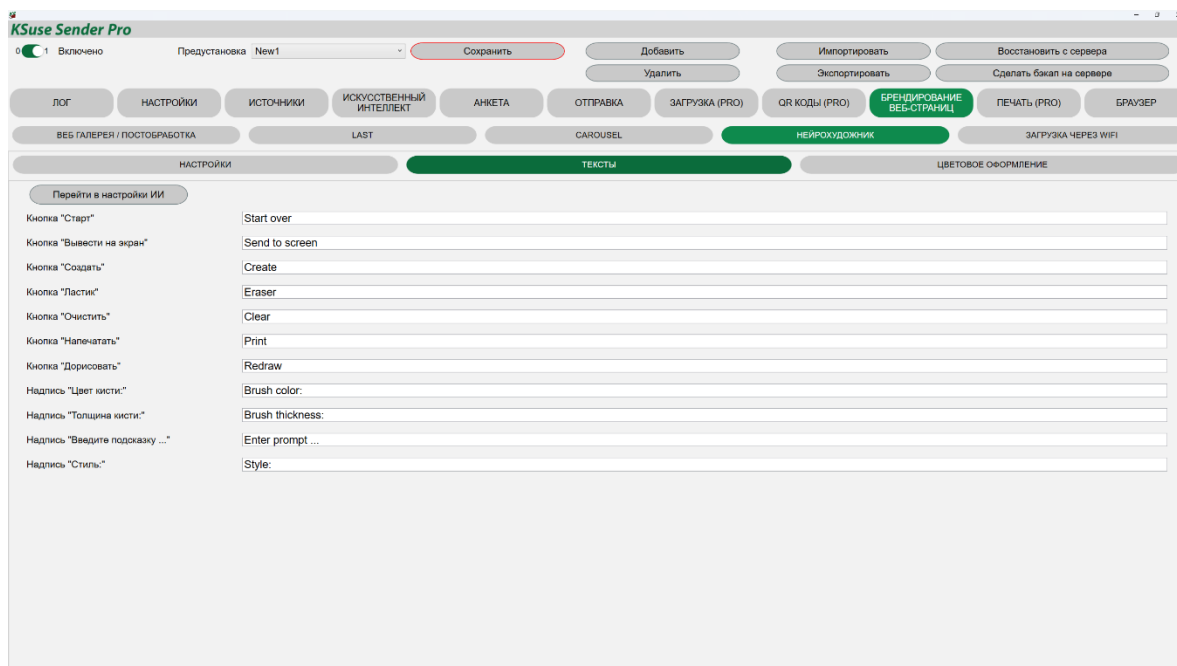 KSuse Sender Pro
0 1 Включено Предустановка New1 Сохранить Добавить Импортировать Восстановить с сервера
Удалить Экспортировать Сделать бэкап на сервере
ЛОГ НАСТРОЙКИ ИСТОЧНИКИ ИСКУССТВЕННЫЙ ИНТЕЛЛЕКТ АНКЕТА ОТПРАВКА ЗАГРУЗКА (PRO) QR КОДЫ (PRO) БРЕНДИРОВАНИЕ ВЕБ-СТРАНИЦ ПЕЧАТЬ (PRO) БРАУЗЕР
ВЕБ ГАЛЕРЕЯ / ПОСТОБРАБОТКА LAST CAROUSEL НЕЙРОХУДОЖНИК ЗАГРУЗКА ЧЕРЕЗ WIFI
НАСТРОЙКИ ТЕКСТЫ ЦВЕТОВОЕ ОФОРМЛЕНИЕ
Перейти в настройки ИИ
Кнопка "Старт" Start over
Кнопка "Вывести на экран" Send to screen
Кнопка "Создать" Create
Кнопка "Ластик" Eraser
Кнопка "Очистить" Clear
Кнопка "Напечатать" Print
Кнопка "Дорисовать" Redraw
Надпись "Цвет кисти:" Brush color:
Надпись "Толщина кисти:" Brush thickness:
Надпись "Введите подсказку ..." Enter prompt ...
Надпись "Стиль:" Style: